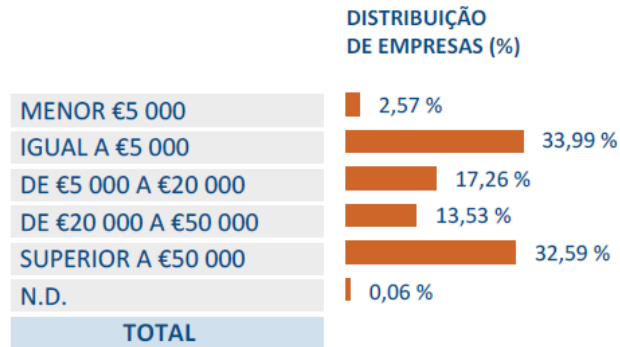 DISTRIBUIÇÃO
DE EMPRESAS (%)
MENOR €5 000 2,57 %
IGUAL A €5 000 33,99 %
DE €5 000 A €20 000 17,26 %
DE €20 000 A €50 000 13,53 %
SUPERIOR A €50 000 32,59 %
N.D. 0,06 %
TOTAL